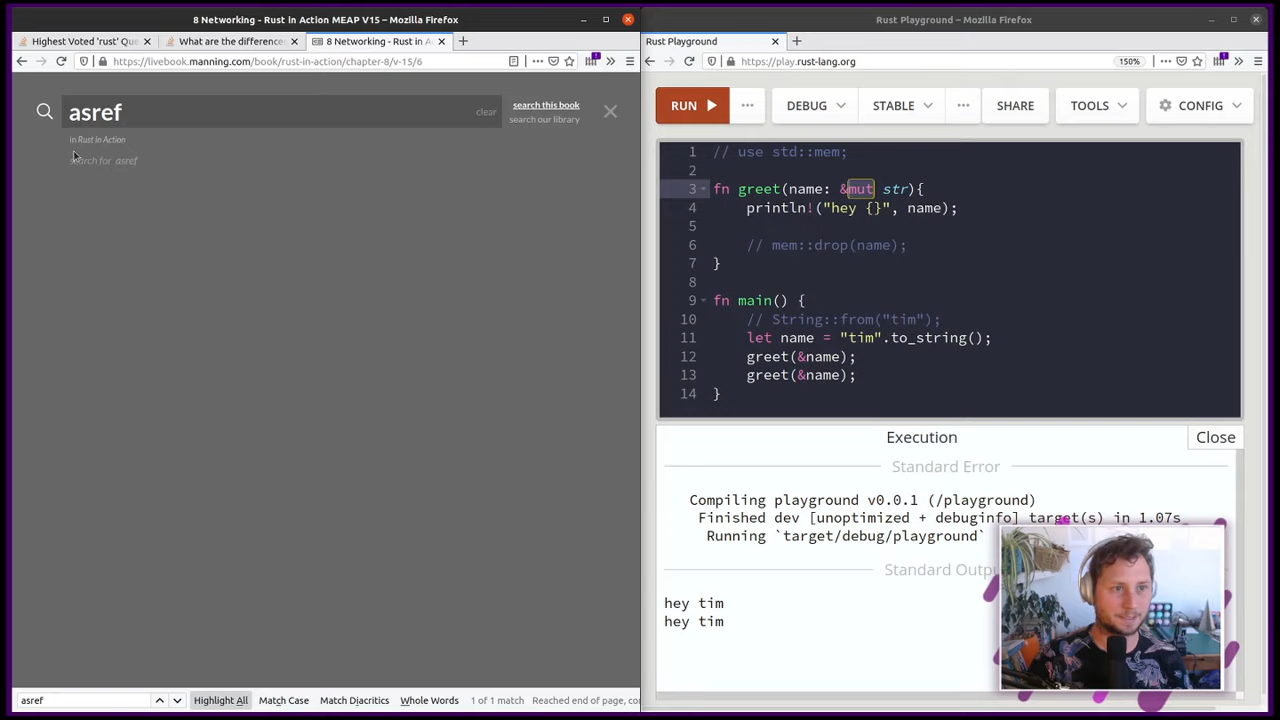 8 Networking - Rust in Action MEAP V15 – Mozilla Firefox
Highest Voted 'rust' Que
What are the difference
8 Networking - Rust in A
https://livebook.manning.com/book/rust-in-action/chapter-8/v-15/6
asref
clear
search this book
search our library
in Rust in Action
search for asref
asref
Highlight All
Match Case
Match Diacritics
Whole Words
1 of 1 match
Reached end of page, co
Rust Playground – Mozilla Firefox
Rust Playground
https://play.rust-lang.org
150%
RUN
DEBUG
STABLE
SHARE
TOOLS
CONFIG
1 // use std::mem;
2
3 fn greet(name: &mut str){
4 println!("hey {}", name);
5
6 // mem::drop(name);
7 }
8
9 fn main() {
10 // String::from("tim");
11 let name = "tim".to_string();
12 greet(&name);
13 greet(&name);
14 }
Execution
Close
Standard Error
Compiling playground v0.0.1 (/playground)
Finished dev [unoptimized + debuginfo] target(s) in 1.07s
Running `target/debug/playground`
Standard Outp
hey tim
hey tim